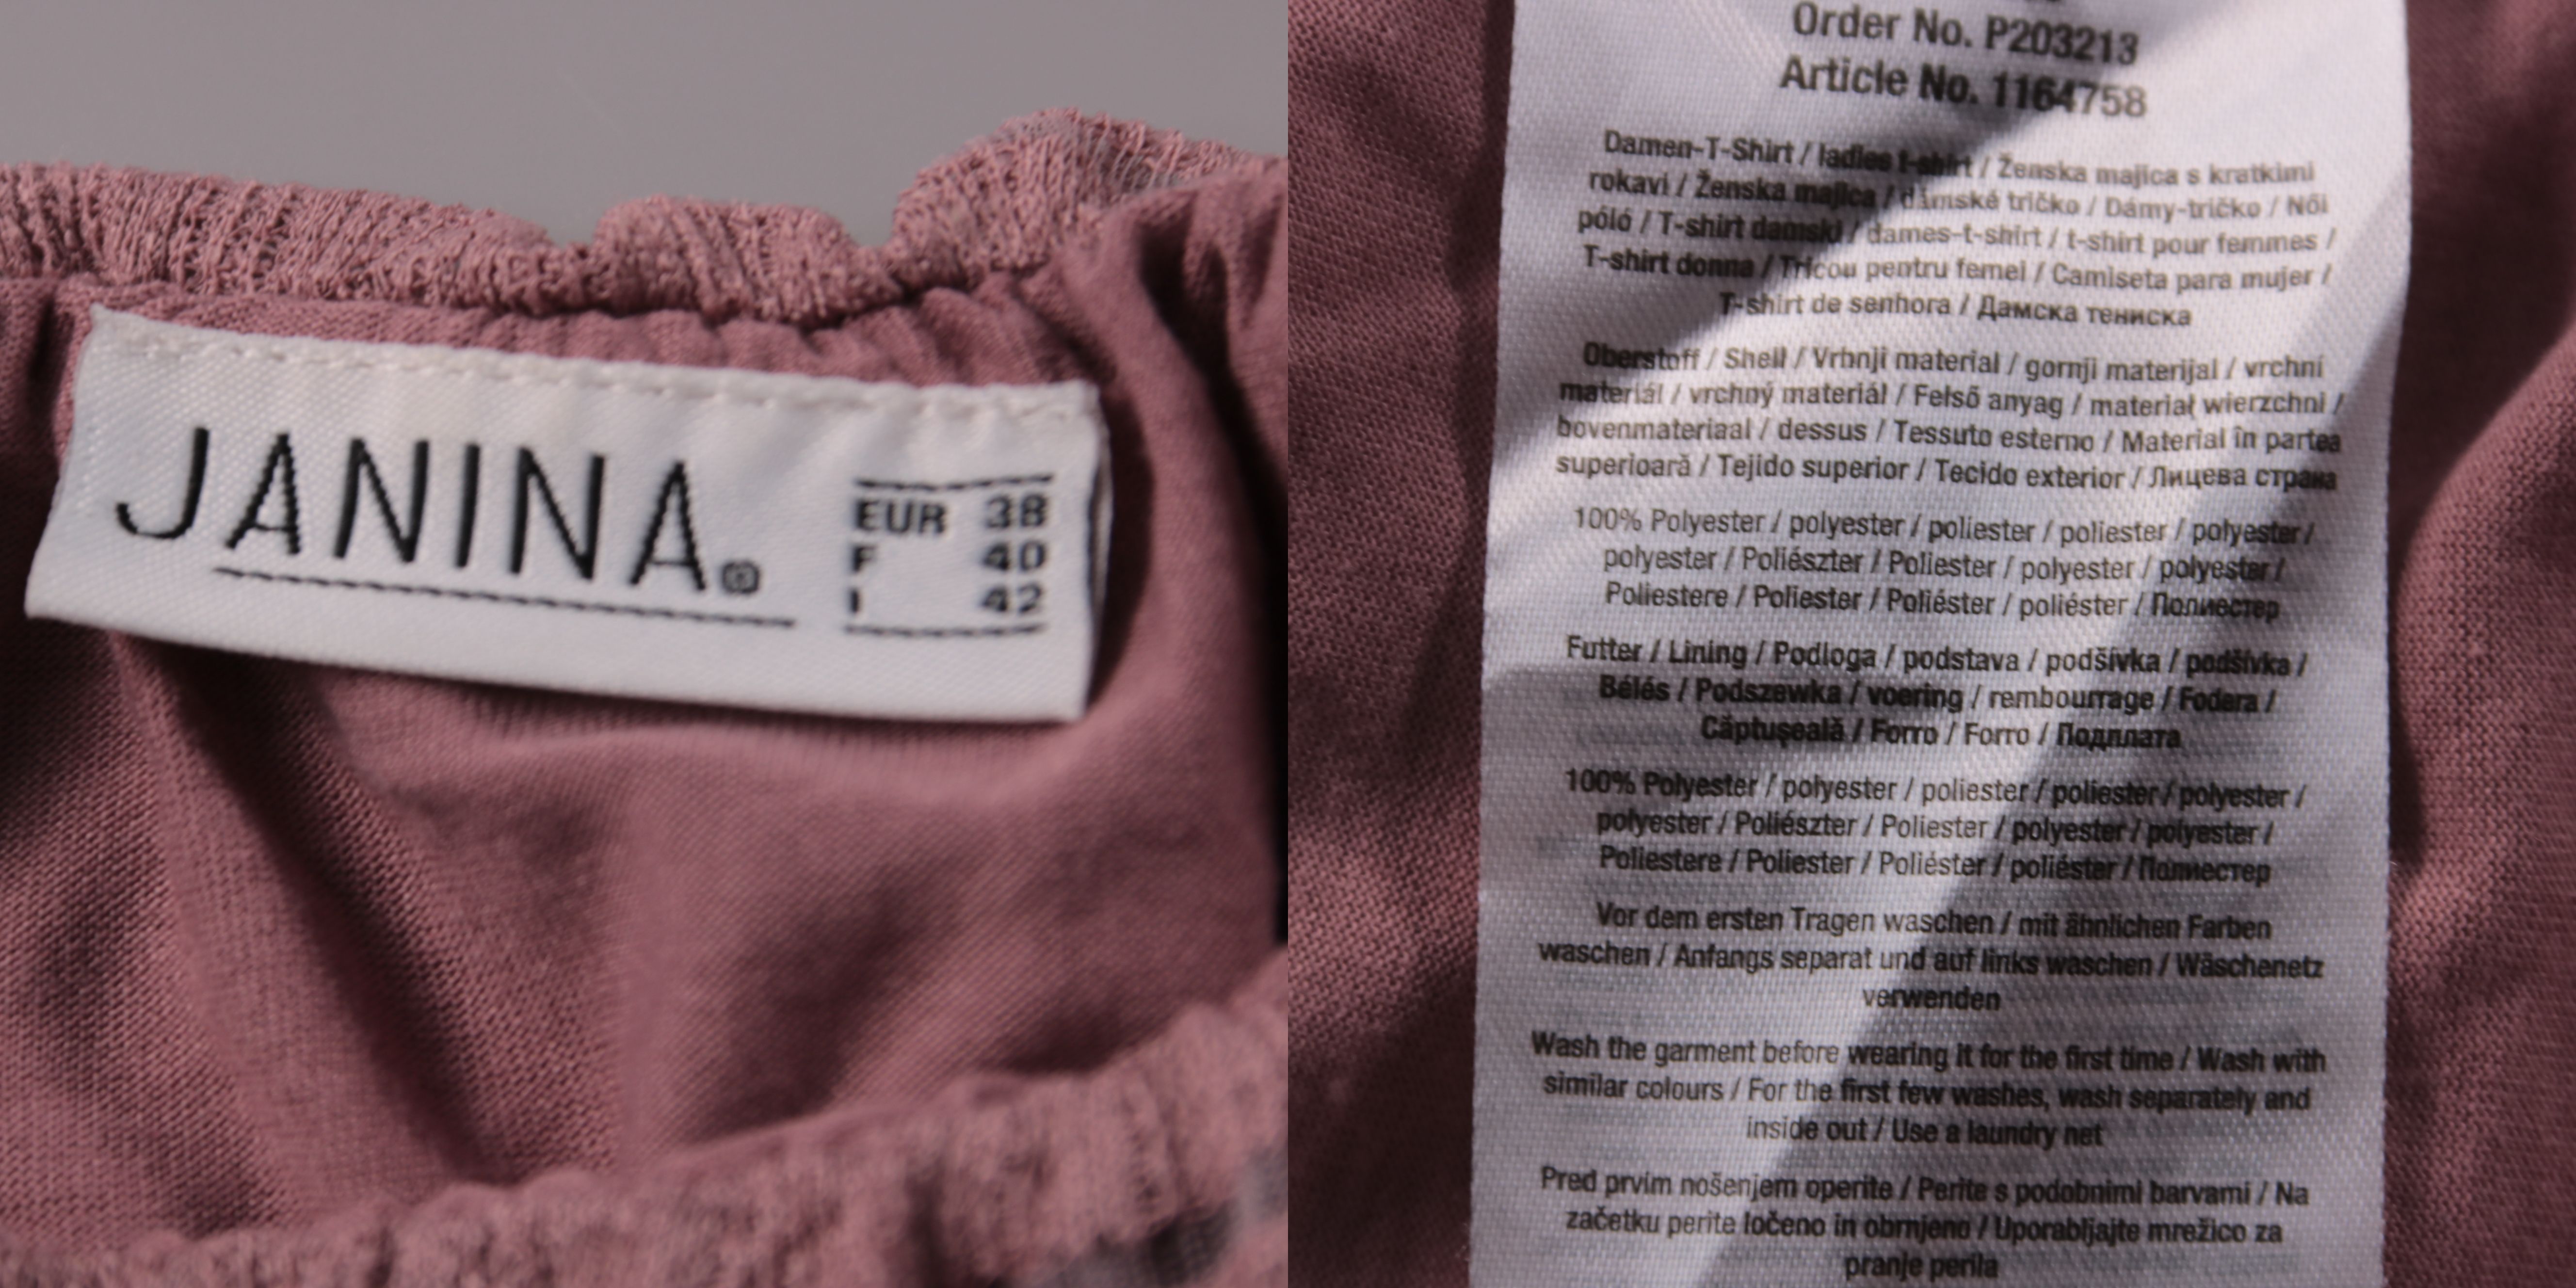 JANINA®
EUR 38
F 40
I 42
Order No. P203213
Article No. 1164758
Damen-T-Shirt / ladies t-shirt / Ženska majica s kratkimi
rokavi / Ženska majica / dámské tričko / Dámy-tričko / Női
póló / T-shirt damski / dames-t-shirt / t-shirt pour femmes /
T-shirt donna / Tricou pentru femei / Camiseta para mujer /
T-shirt de senhora / Дамска тениска
Oberstoff / Shell / Vrhnji material / gornji materijal / vrchní
materiál / vrchný materiál / Felső anyag / materiał wierzchni /
bovenmateriaal / dessus / Tessuto esterno / Material în partea
superioară / Tejido superior / Tecido exterior / Лицева страна
100% Polyester / polyester / poliester / poliester / polyester /
polyester / Poliészter / Poliester / polyester / polyester /
Poliestere / Poliester / Poliéster / poliéster / Полиестер
Futter / Lining / Podloga / podstava / podšívka / podšívka /
Bélés / Podszewka / voering / rembourrage / Fodera /
Căptușeală / Forro / Forro / Подплата
100% Polyester / polyester / poliester / poliester / polyester /
polyester / Poliészter / Poliester / polyester / polyester /
Poliestere / Poliester / Poliéster / poliéster / Полиестер
Vor dem ersten Tragen waschen / mit ähnlichen Farben
waschen / Anfangs separat und auf links waschen / Wäschenetz
verwenden
Wash the garment before wearing it for the first time / Wash with
similar colours / For the first few washes, wash separately and
inside out / Use a laundry net
Pred prvim nošenjem operite / Perite s podobnimi barvami / Na
začetku perite ločeno in obrnjeno / Uporabljajte mrežico za
pranje perila